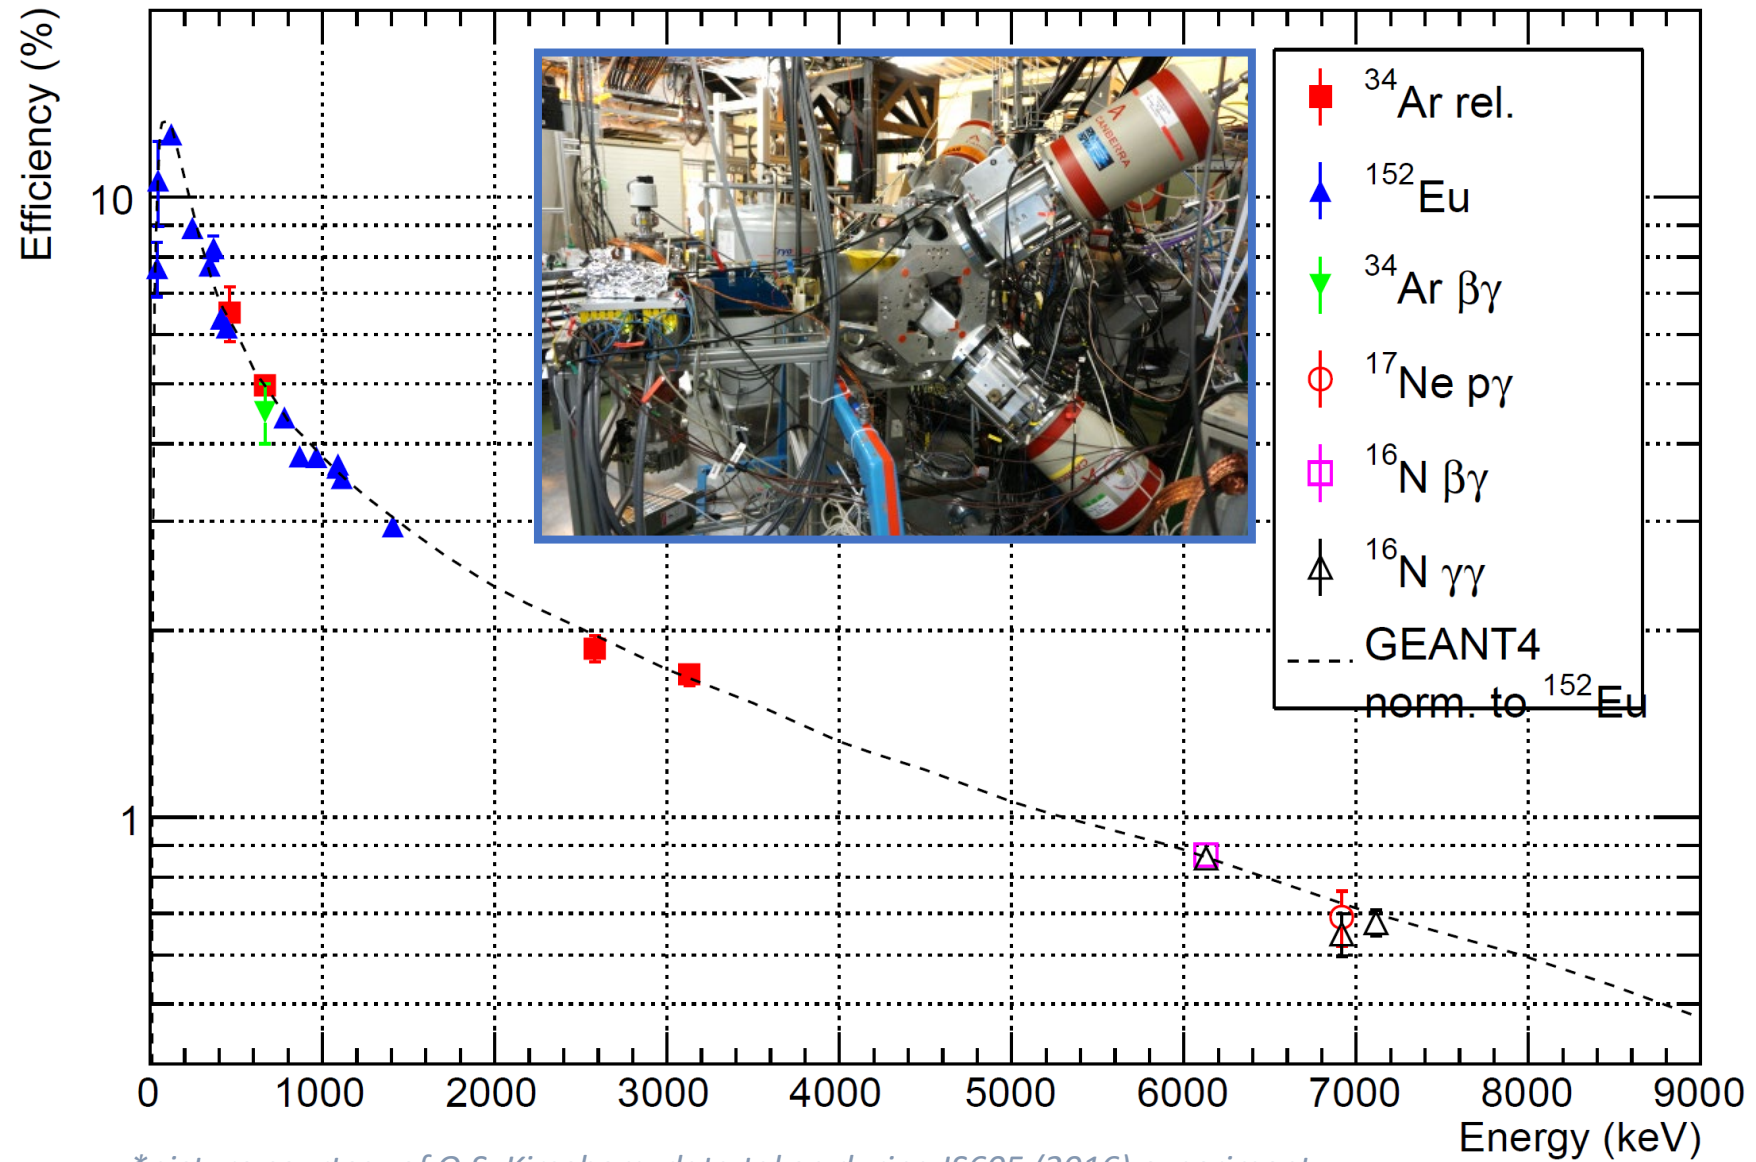 Efficiency (%)
10
1
³⁴Ar rel.
¹⁵²Eu
³⁴Ar βγ
¹⁷Ne pγ
¹⁶N βγ
¹⁶N γγ
GEANT4
norm. to ¹⁵²Eu
CANBERRA
0 1000 2000 3000 4000 5000 6000 7000 8000 9000
Energy (keV)